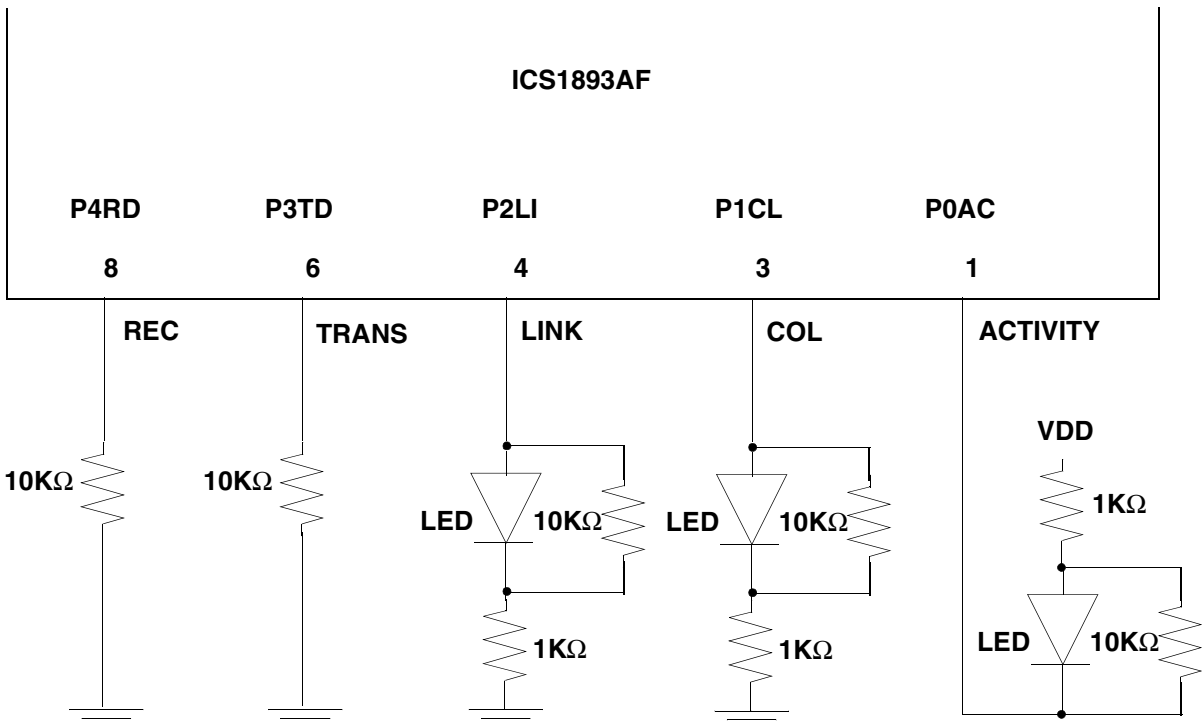 ICS1893AF
P4RD P3TD P2LI P1CL P0AC
8 6 4 3 1
REC TRANS LINK COL ACTIVITY
VDD
10KΩ 10KΩ
1KΩ
LED 10KΩ LED 10KΩ
1KΩ 1KΩ
LED 10KΩ